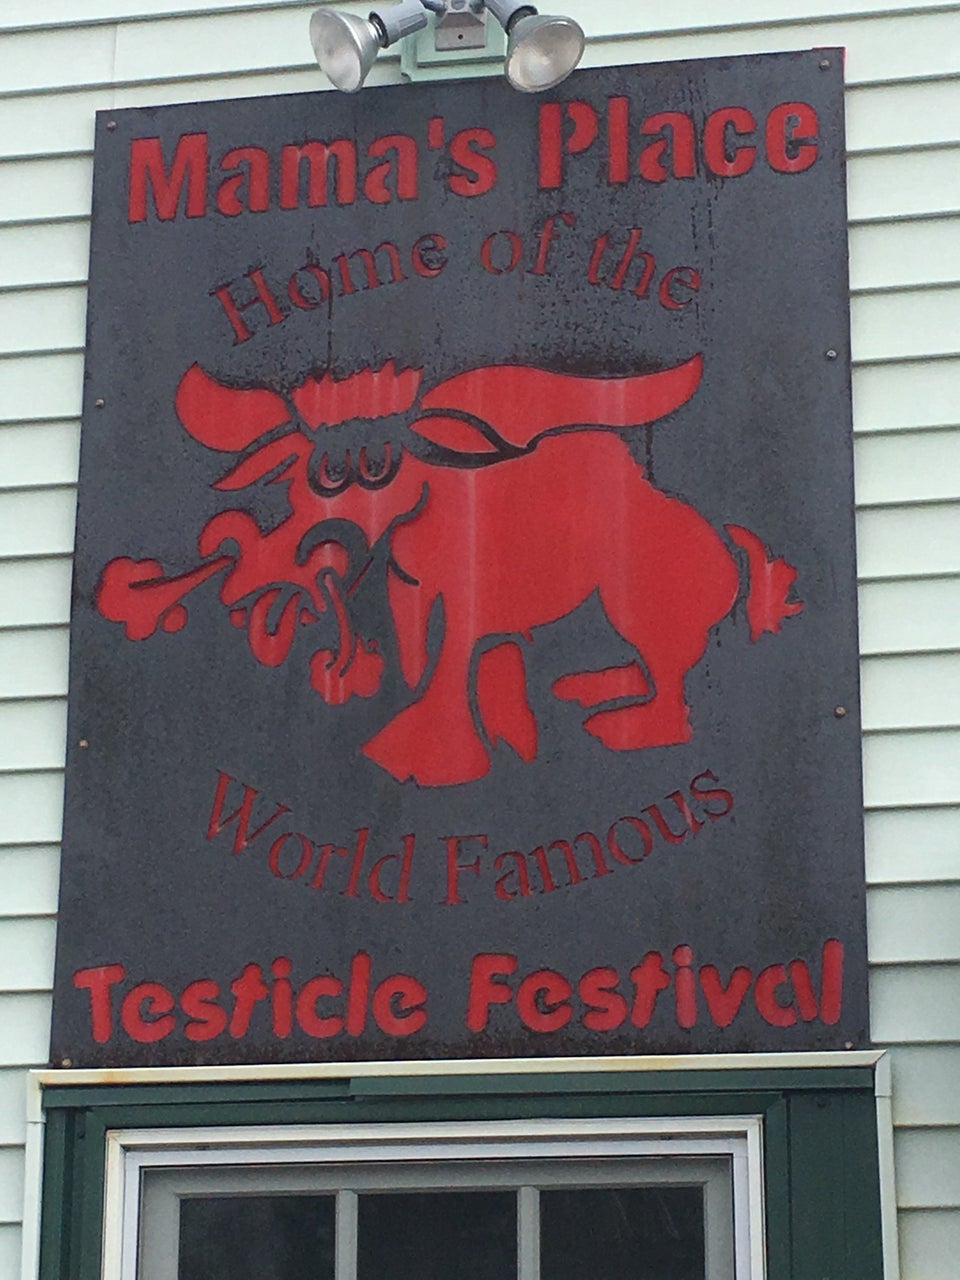 Mama's Place
Home of the
World Famous
Testicle Festival